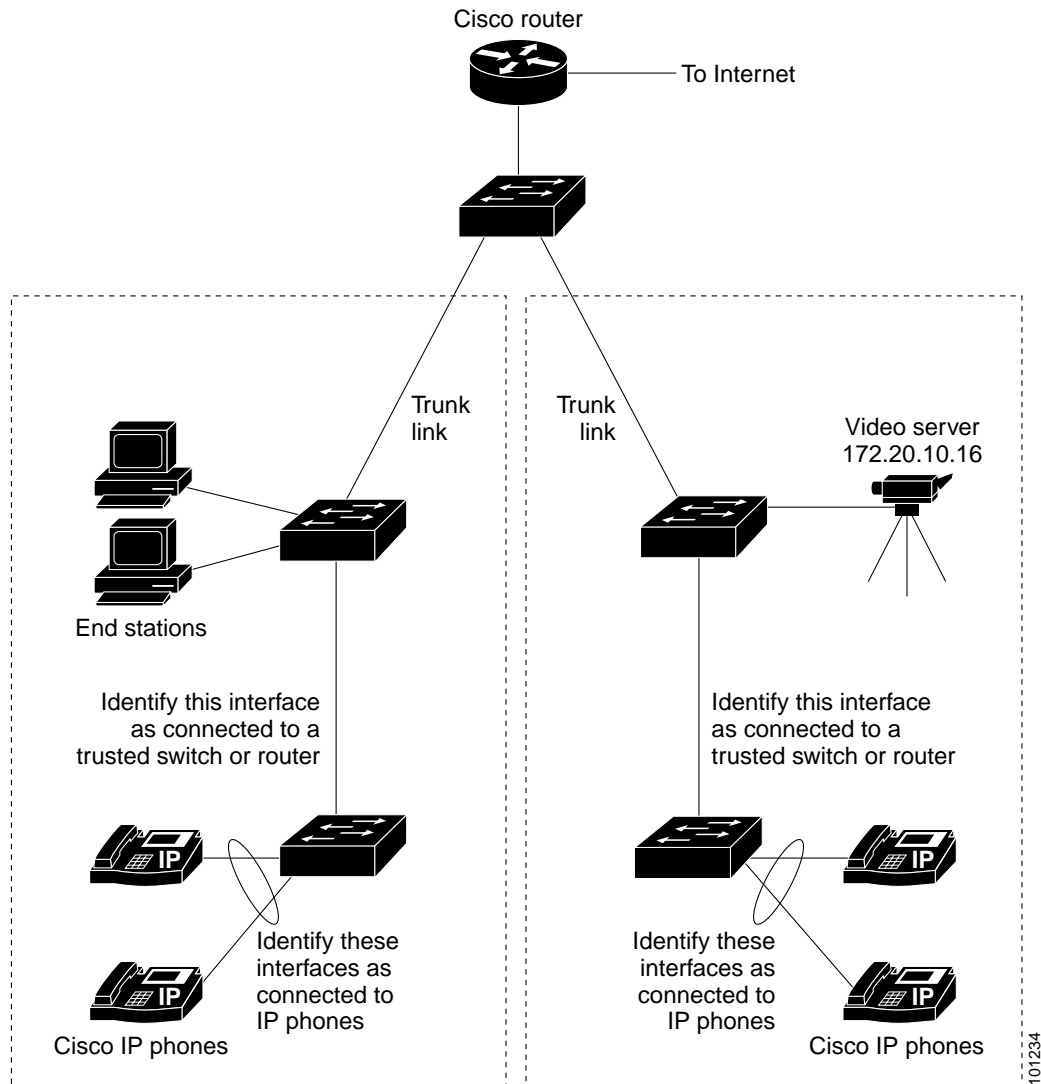 Cisco router
To Internet
Trunk
link
Trunk
link
Video server
172.20.10.16
End stations
Identify this interface
as connected to a
trusted switch or router
Identify this interface
as connected to a
trusted switch or router
IP
IP
IP
IP
Identify these
interfaces as
connected to
IP phones
Identify these
interfaces as
connected to
IP phones
Cisco IP phones
Cisco IP phones
101234